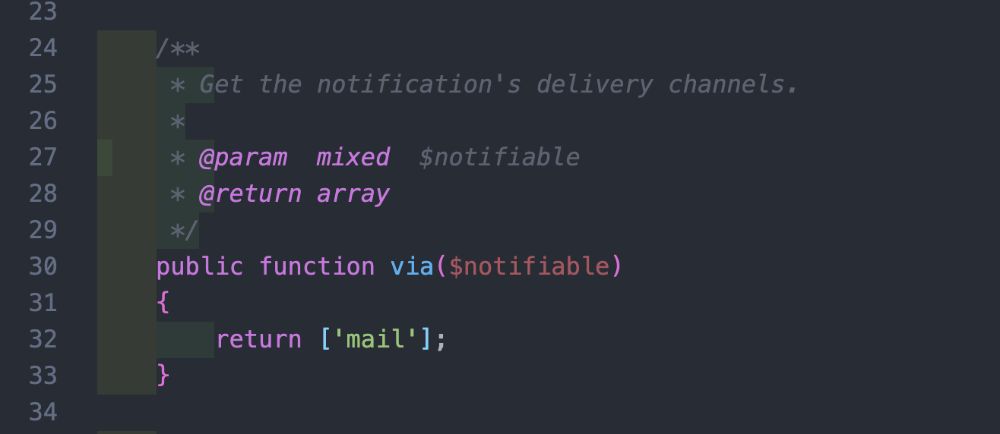 23
24    /**
25     * Get the notification's delivery channels.
26     *
27     * @param  mixed  $notifiable
28     * @return array
29     */
30    public function via($notifiable)
31    {
32        return ['mail'];
33    }
34